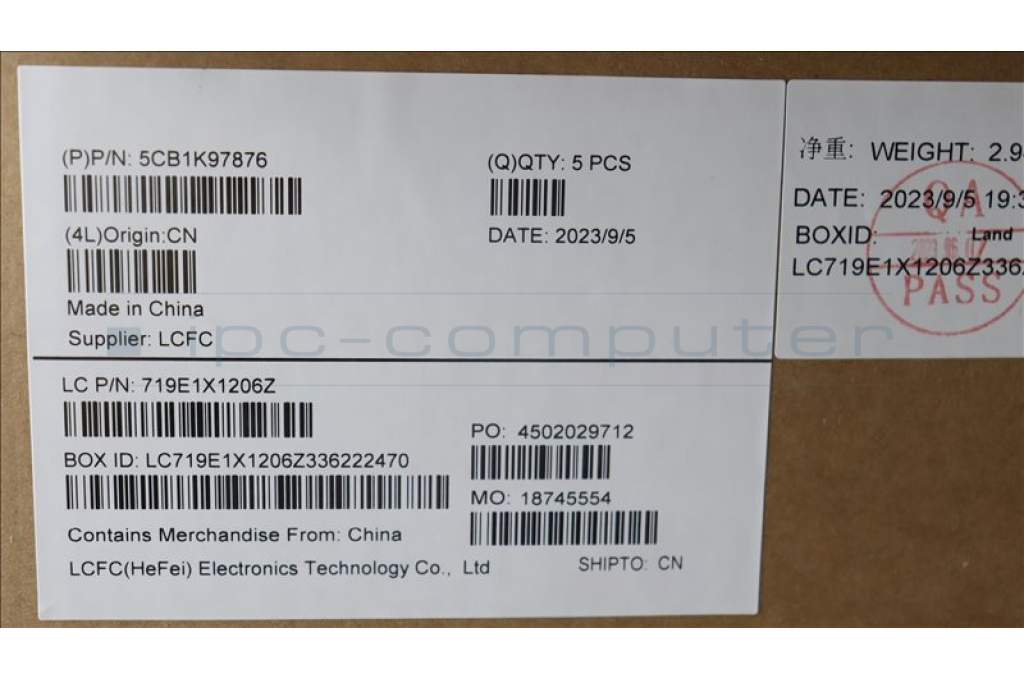 (P)P/N: 5CB1K97876
(Q)QTY: 5 PCS
(4L)Origin:CN
DATE: 2023/9/5
Made in China
Supplier: LCFC
LC P/N: 719E1X1206Z
BOX ID: LC719E1X1206Z336222470
PO: 4502029712
MO: 18745554
Contains Merchandise From: China
LCFC(HeFei) Electronics Technology Co., Ltd
SHIPTO: CN
净重: WEIGHT: 2.9
DATE: 2023/9/5 19:3
BOXID: Land
LC719E1X1206Z336
QA
PASS
ipc-computer